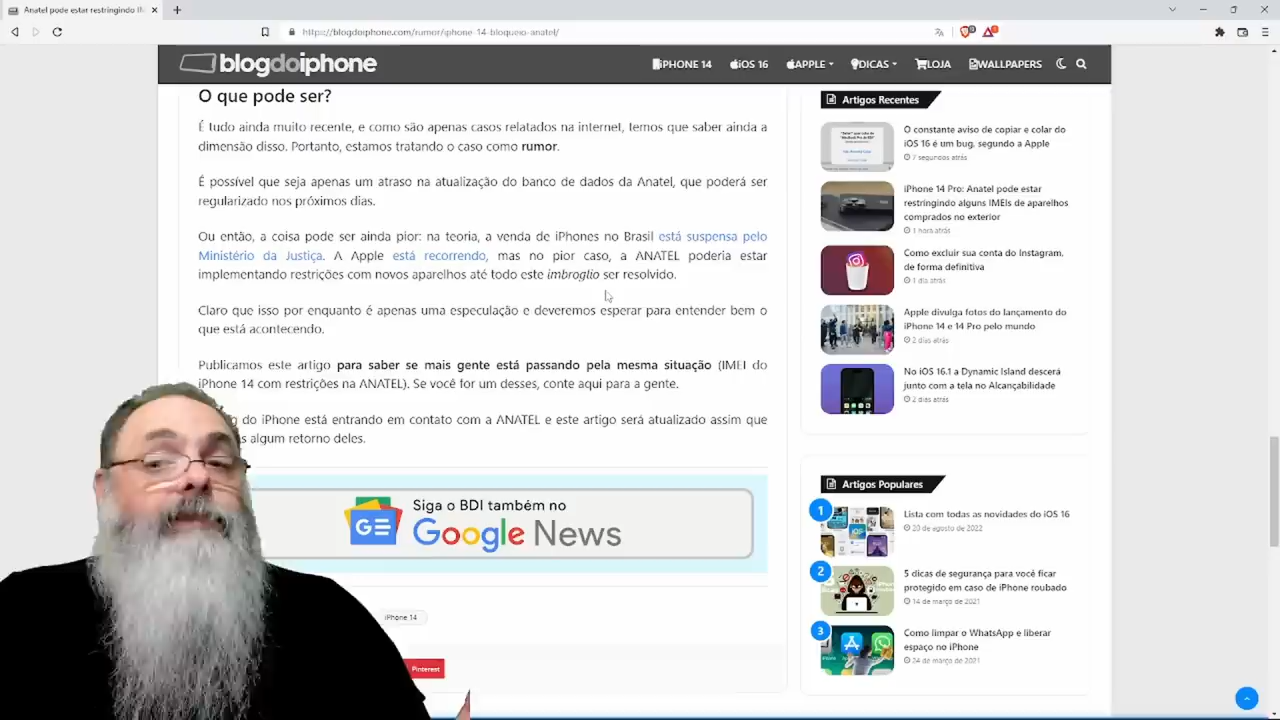 Anatel pode estar restringindo IM
https://blogdoiphone.com/rumor/iphone-14-bloqueio-anatel/
blogdoiphone
IPHONE 14
iOS 16
APPLE
DICAS
LOJA
WALLPAPERS
O que pode ser?
É tudo ainda muito recente, e como são apenas casos relatados na internet, temos que saber ainda a
dimensão disso. Portanto, estamos tratando o caso como rumor.
É possível que seja apenas um atraso na atualização do banco de dados da Anatel, que poderá ser
regularizado nos próximos dias.
Ou então, a coisa pode ser ainda pior: na teoria, a venda de iPhones no Brasil está suspensa pelo
Ministério da Justiça. A Apple está recorrendo, mas no pior caso, a ANATEL poderia estar
implementando restrições com novos aparelhos até todo este imbroglio ser resolvido.
Claro que isso por enquanto é apenas uma especulação e deveremos esperar para entender bem o
que está acontecendo.
Publicamos este artigo para saber se mais gente está passando pela mesma situação (IMEI do
iPhone 14 com restrições na ANATEL). Se você for um desses, conte aqui para a gente.
do iPhone está entrando em contato com a ANATEL e este artigo será atualizado assim que
algum retorno deles.
Siga o BDI também no
GE Google News
iPhone 14
Pinterest
Artigos Recentes
O constante aviso de copiar e colar do
iOS 16 é um bug, segundo a Apple
7 segundos atrás
iPhone 14 Pro: Anatel pode estar
restringindo alguns IMEIs de aparelhos
comprados no exterior
1 hora atrás
Como excluir sua conta do Instagram,
de forma definitiva
1 dia atrás
Apple divulga fotos do lançamento do
iPhone 14 e 14 Pro pelo mundo
2 dias atrás
No iOS 16.1 a Dynamic Island descerá
junto com a tela no Alcançabilidade
2 dias atrás
Artigos Populares
1
Lista com todas as novidades do iOS 16
20 de agosto de 2022
2
5 dicas de segurança para você ficar
protegido em caso de iPhone roubado
14 de março de 2021
3
Como limpar o WhatsApp e liberar
espaço no iPhone
24 de março de 2021